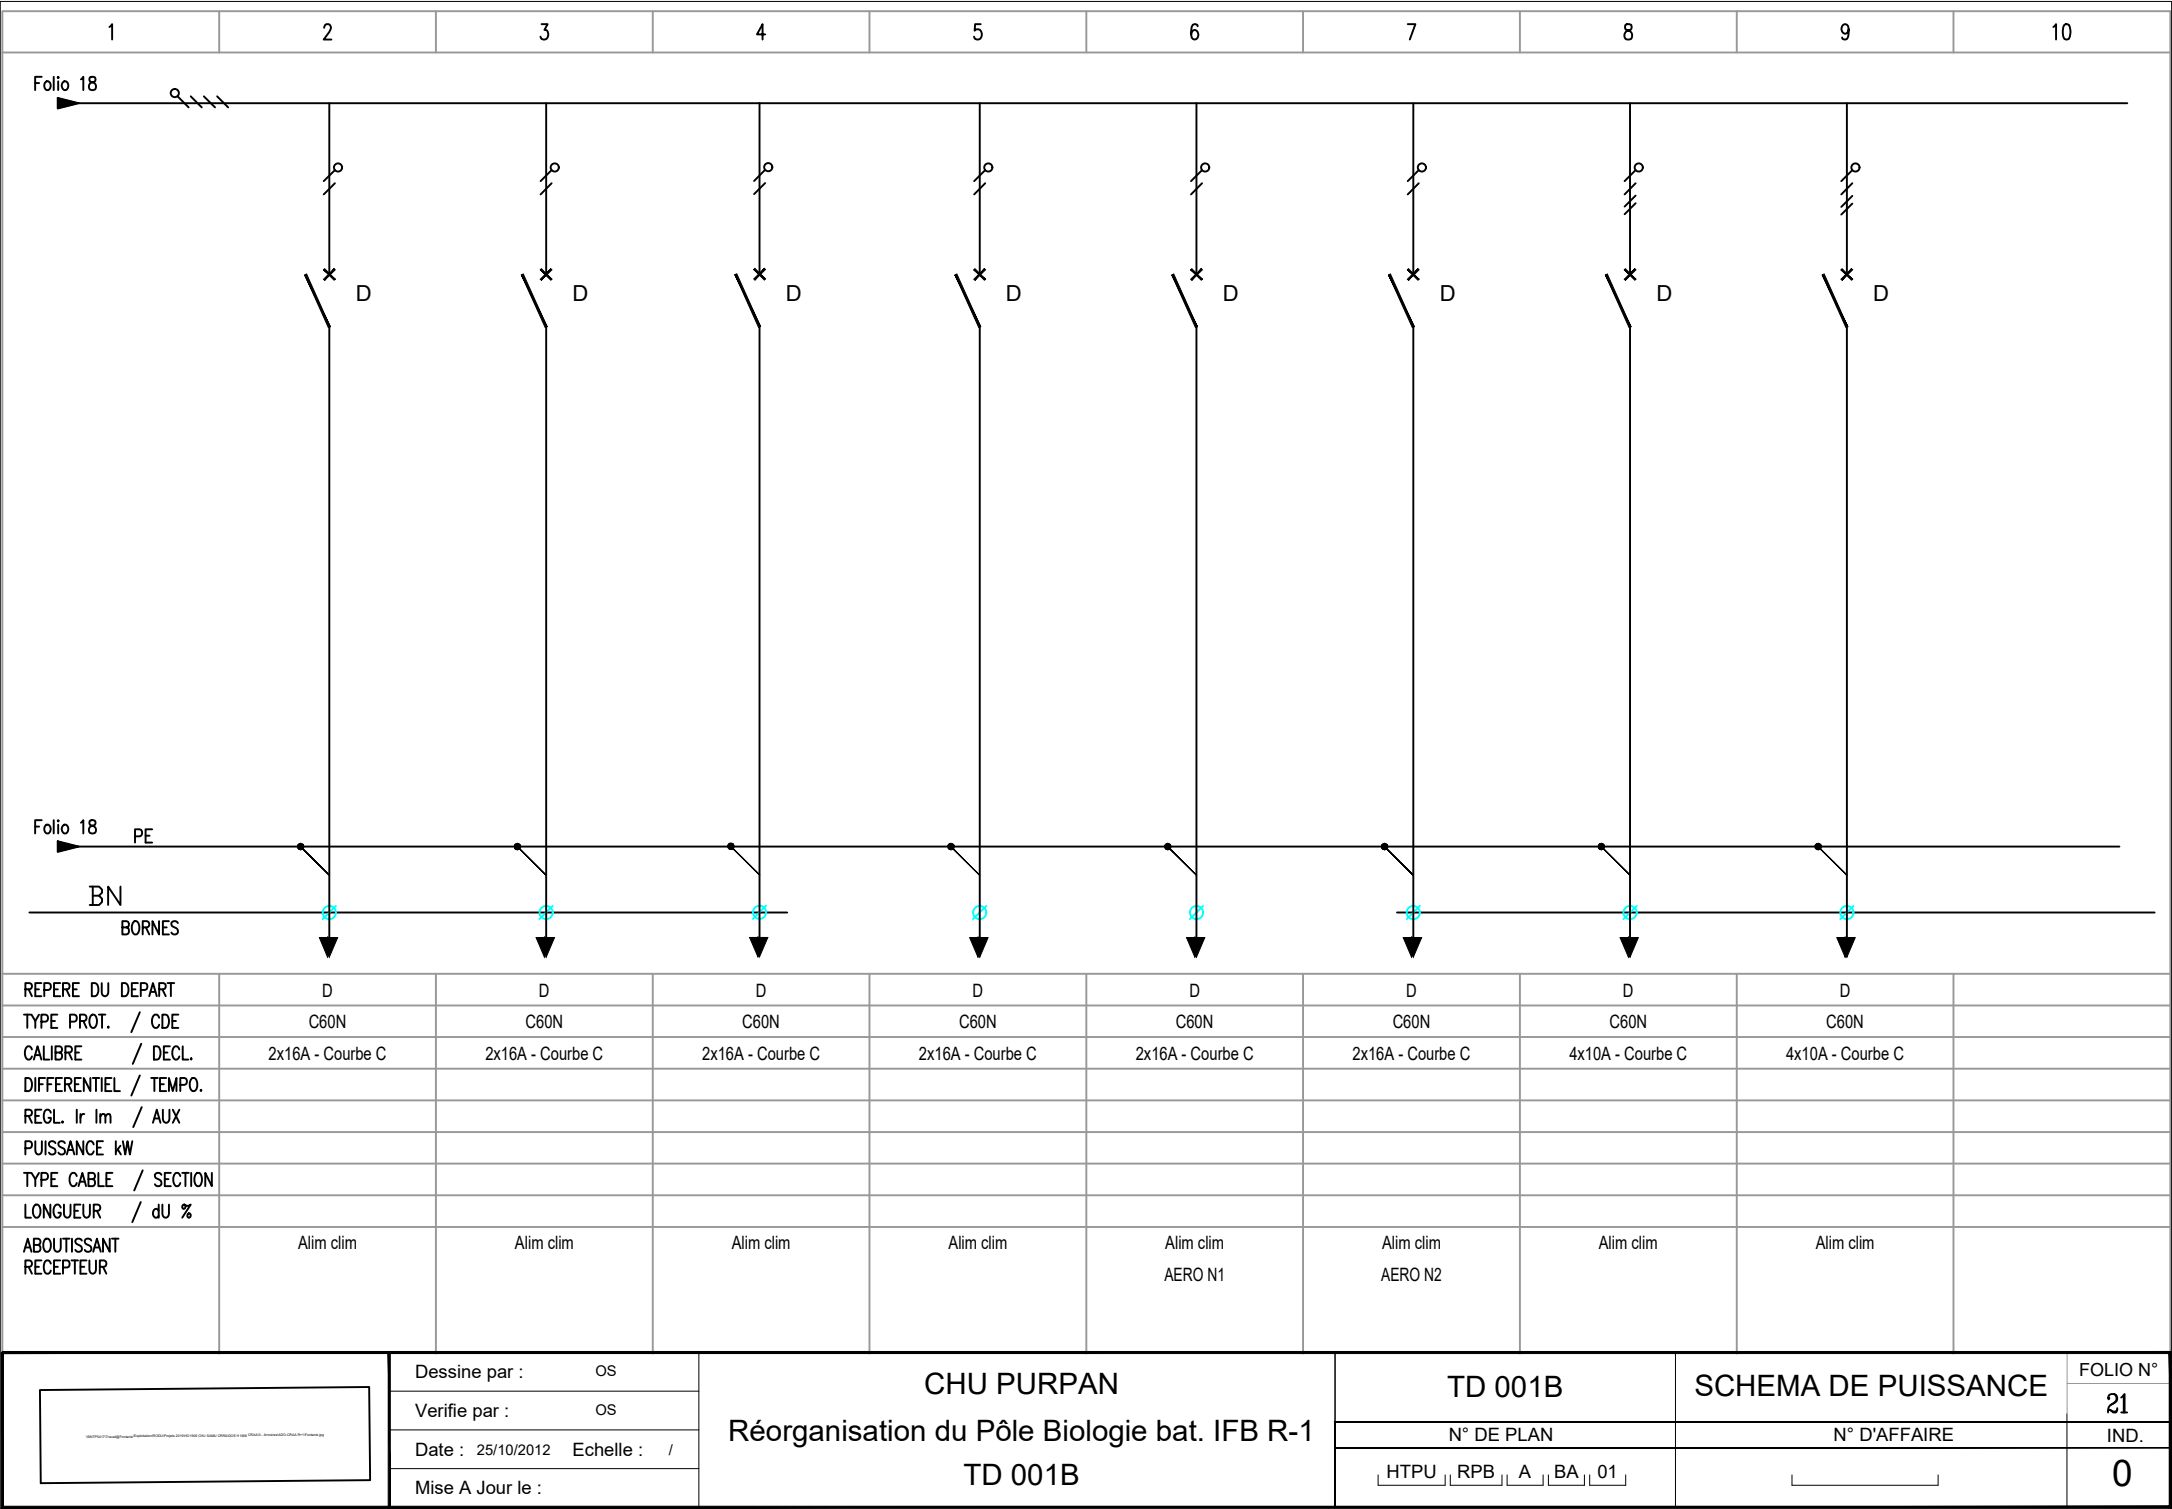 1 2 3 4 5 6 7 8 9 10
Folio 18
D D D D D D D D
Folio 18
PE
BN
BORNES
REPERE DU DEPART D D D D D D D D
TYPE PROT. / CDE C60N C60N C60N C60N C60N C60N C60N C60N
CALIBRE / DECL. 2x16A - Courbe C 2x16A - Courbe C 2x16A - Courbe C 2x16A - Courbe C 2x16A - Courbe C 2x16A - Courbe C 4x10A - Courbe C 4x10A - Courbe C
DIFFERENTIEL / TEMPO.
REGL. Ir Im / AUX
PUISSANCE kW
TYPE CABLE / SECTION
LONGUEUR / dU %
ABOUTISSANT Alim clim Alim clim Alim clim Alim clim Alim clim Alim clim Alim clim Alim clim
RECEPTEUR AERO N1 AERO N2
Dessine par : OS
Verifie par : OS
Date : 25/10/2012 Echelle : /
Mise A Jour le :
CHU PURPAN
Réorganisation du Pôle Biologie bat. IFB R-1
TD 001B
TD 001B
N° DE PLAN
HTPU RPB A BA 01
SCHEMA DE PUISSANCE
N° D'AFFAIRE
FOLIO N°
21
IND.
0